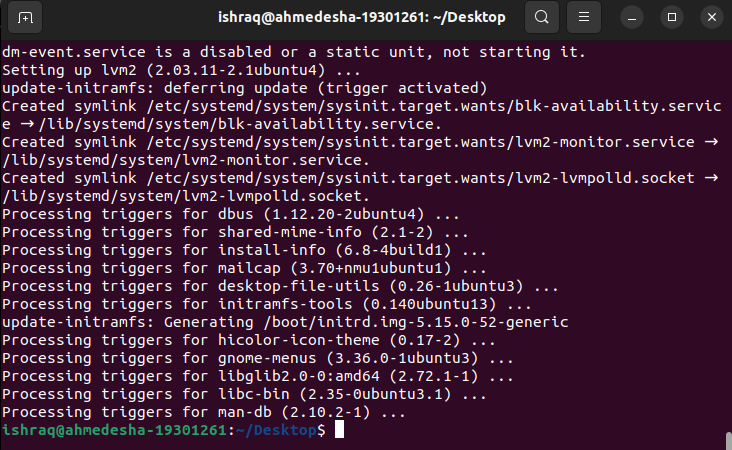 ishraq@ahmedesha-19301261: ~/Desktop
dm-event.service is a disabled or a static unit, not starting it.
Setting up lvm2 (2.03.11-2.1ubuntu4) ...
update-initramfs: deferring update (trigger activated)
Created symlink /etc/systemd/system/sysinit.target.wants/blk-availability.servic
e → /lib/systemd/system/blk-availability.service.
Created symlink /etc/systemd/system/sysinit.target.wants/lvm2-monitor.service →
/lib/systemd/system/lvm2-monitor.service.
Created symlink /etc/systemd/system/sysinit.target.wants/lvm2-lvmpolld.socket →
/lib/systemd/system/lvm2-lvmpolld.socket.
Processing triggers for dbus (1.12.20-2ubuntu4) ...
Processing triggers for shared-mime-info (2.1-2) ...
Processing triggers for install-info (6.8-4build1) ...
Processing triggers for mailcap (3.70+nmu1ubuntu1) ...
Processing triggers for desktop-file-utils (0.26-1ubuntu3) ...
Processing triggers for initramfs-tools (0.140ubuntu13) ...
update-initramfs: Generating /boot/initrd.img-5.15.0-52-generic
Processing triggers for hicolor-icon-theme (0.17-2) ...
Processing triggers for gnome-menus (3.36.0-1ubuntu3) ...
Processing triggers for libglib2.0-0:amd64 (2.72.1-1) ...
Processing triggers for libc-bin (2.35-0ubuntu3.1) ...
Processing triggers for man-db (2.10.2-1) ...
ishraq@ahmedesha-19301261:~/Desktop$